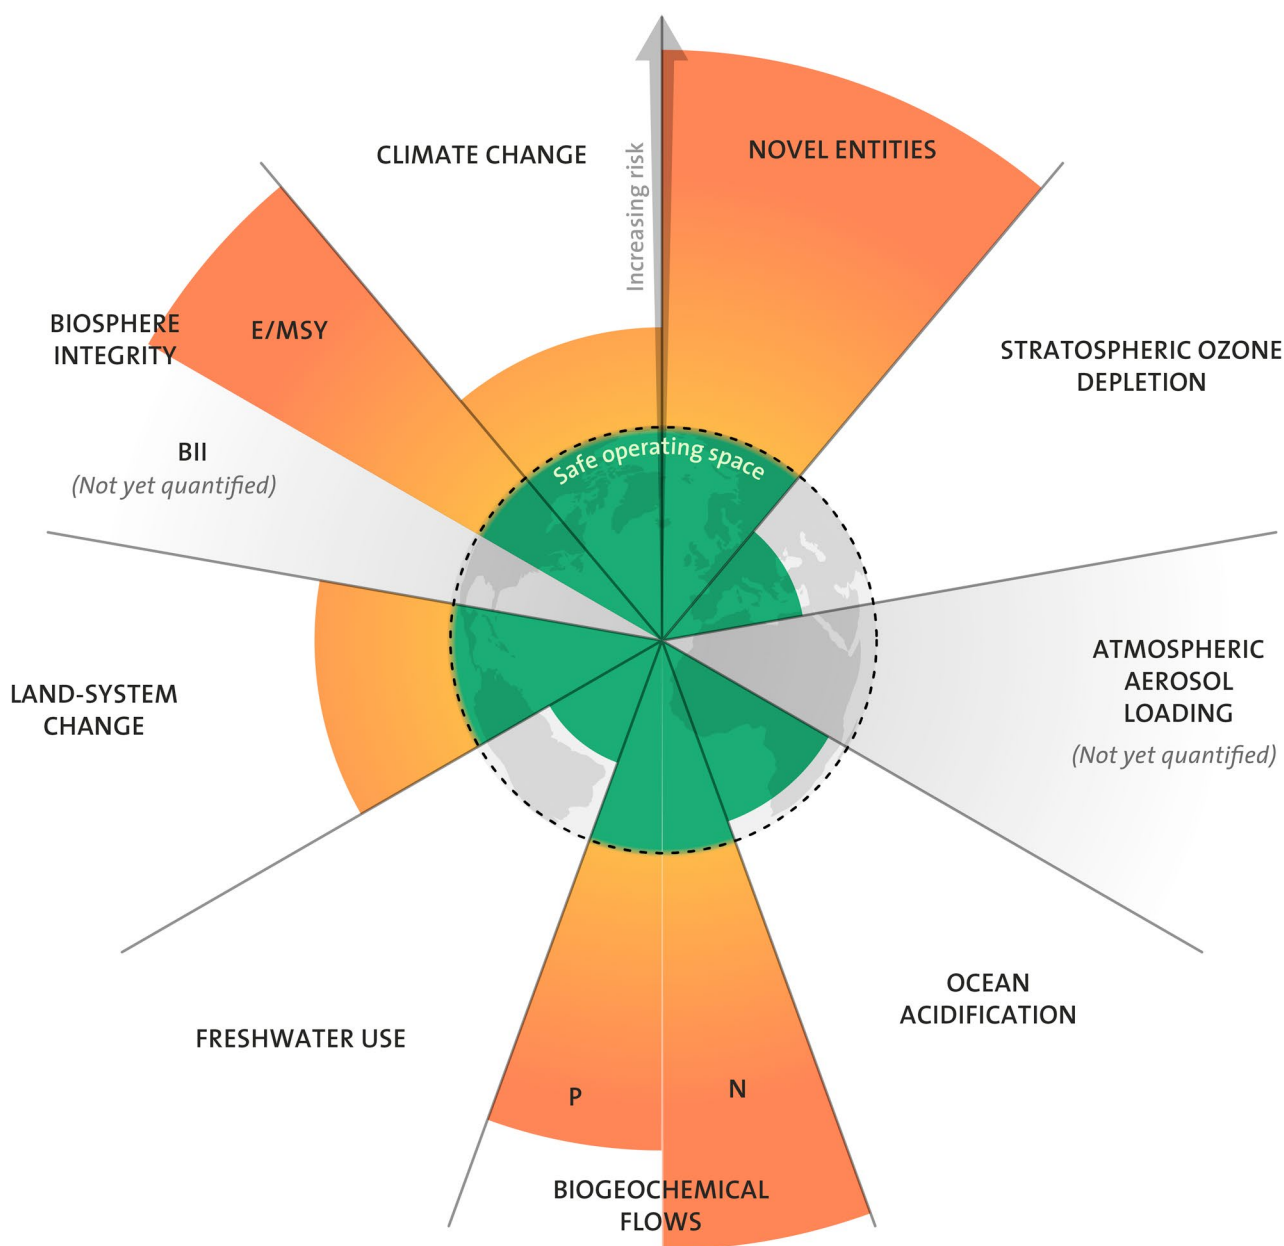 CLIMATE CHANGE
Increasing risk
NOVEL ENTITIES
BIOSPHERE
INTEGRITY
E/MSY
STRATOSPHERIC OZONE
DEPLETION
BII
(Not yet quantified)
Safe operating space
LAND-SYSTEM
CHANGE
ATMOSPHERIC
AEROSOL
LOADING
(Not yet quantified)
FRESHWATER USE
OCEAN
ACIDIFICATION
P
N
BIOGEOCHEMICAL
FLOWS